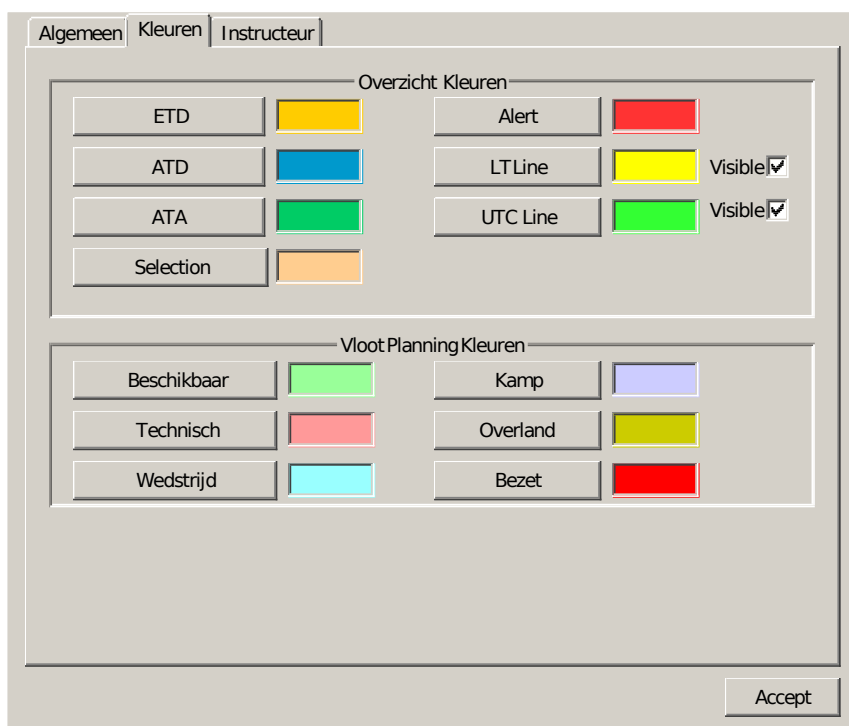 Algemeen Kleuren Instructeur
Overzicht Kleuren
ETD Alert
ATD LT Line Visible
ATA UTC Line Visible
Selection
Vloot Planning Kleuren
Beschikbaar Kamp
Technisch Overland
Wedstrijd Bezet
Accept